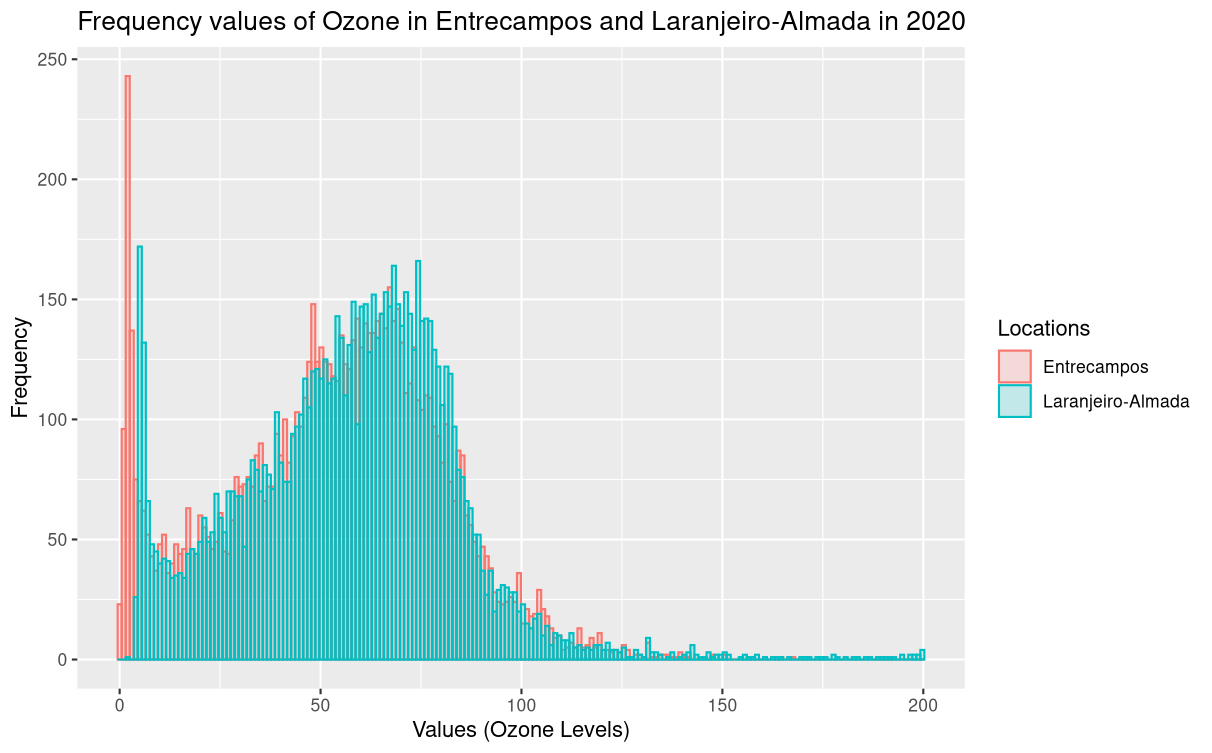 Frequency values of Ozone in Entrecampos and Laranjeiro-Almada in 2020
250
200
150
100
50
0
Frequency
0 50 100 150 200
Values (Ozone Levels)
Locations
Entrecampos
Laranjeiro-Almada